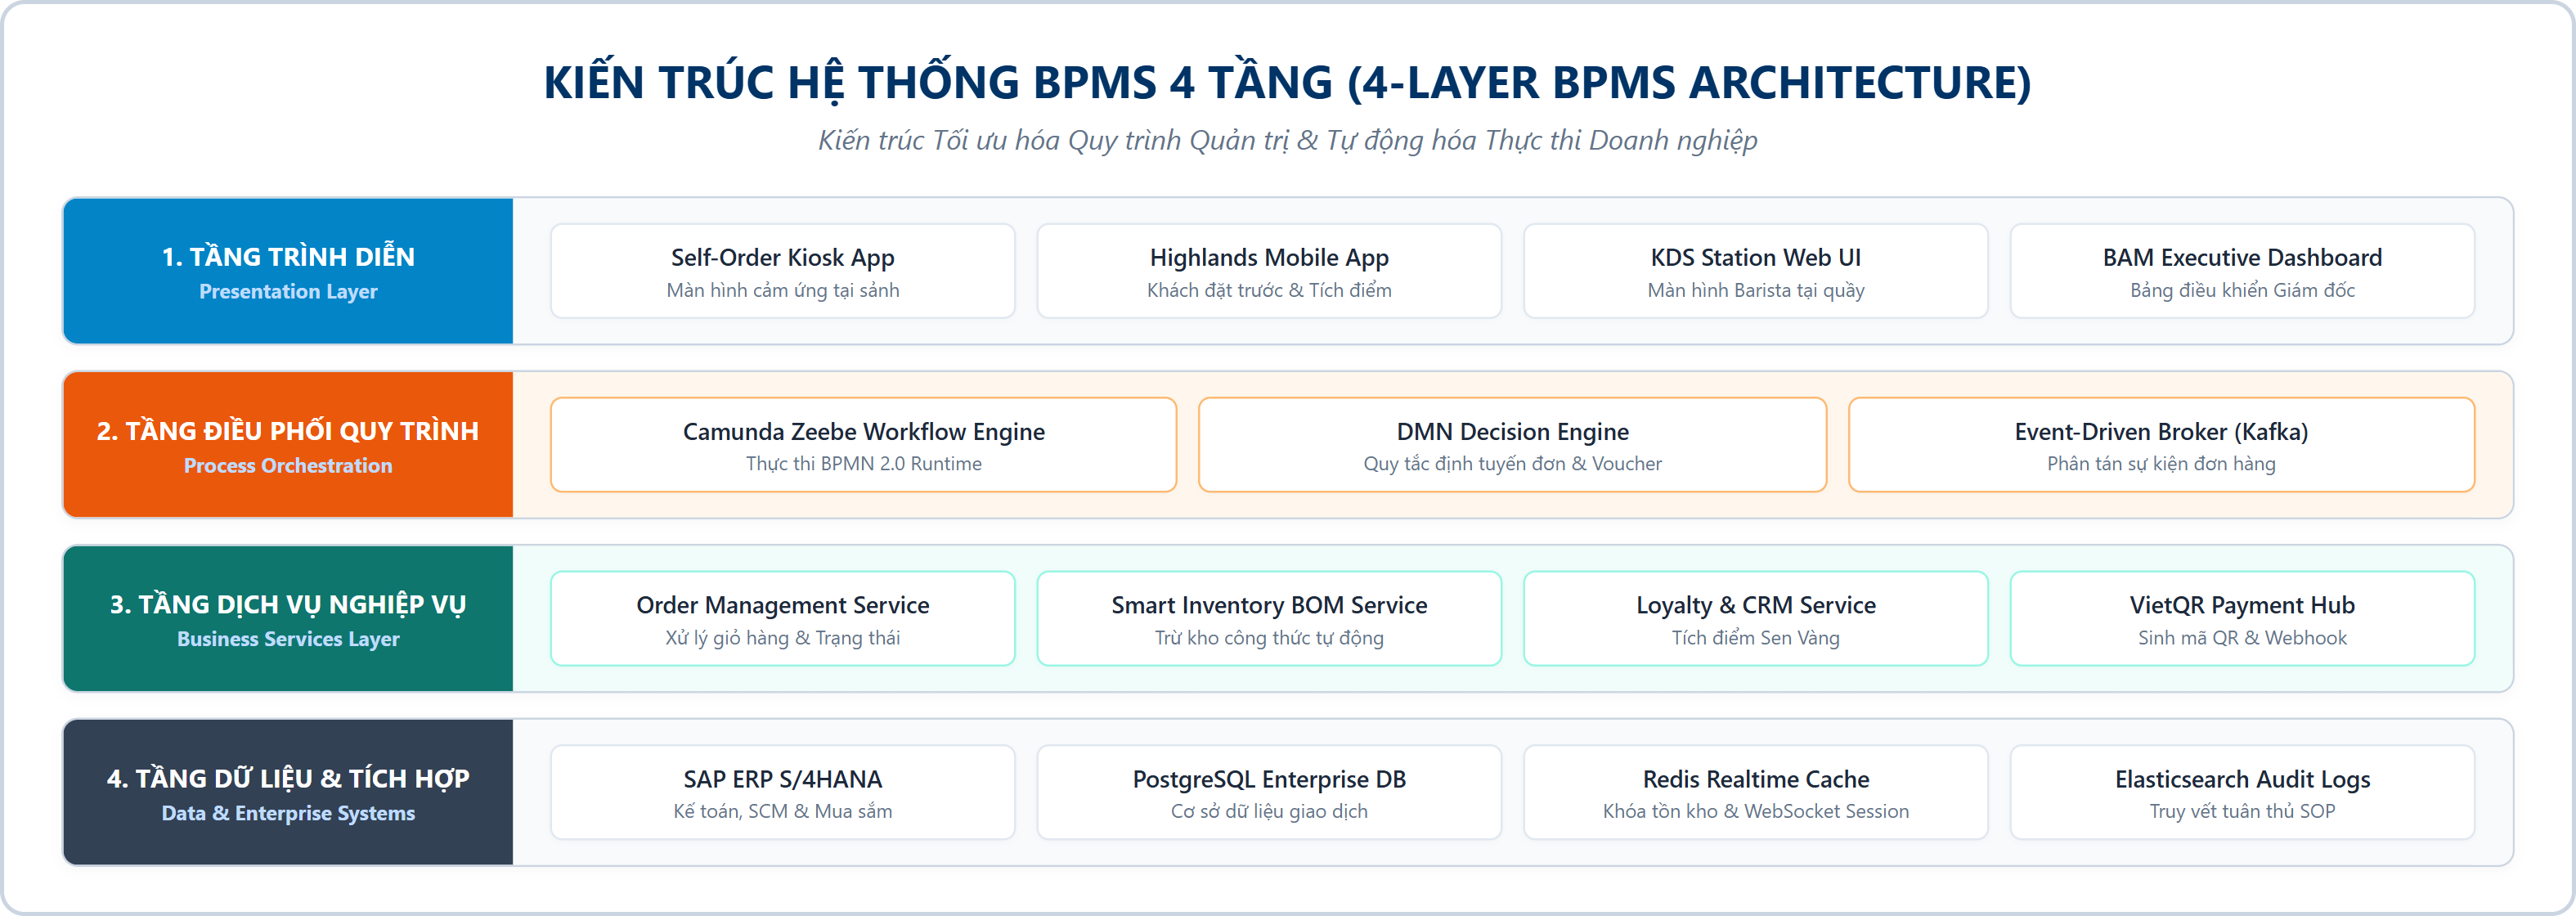 KIẾN TRÚC HỆ THỐNG BPMS 4 TẦNG (4-LAYER BPMS ARCHITECTURE)
Kiến trúc Tối ưu hóa Quy trình Quản trị & Tự động hóa Thực thi Doanh nghiệp
1. TẦNG TRÌNH DIỄN
Presentation Layer
Self-Order Kiosk App
Màn hình cảm ứng tại sảnh
Highlands Mobile App
Khách đặt trước & Tích điểm
KDS Station Web UI
Màn hình Barista tại quầy
BAM Executive Dashboard
Bảng điều khiển Giám đốc
2. TẦNG ĐIỀU PHỐI QUY TRÌNH
Process Orchestration
Camunda Zeebe Workflow Engine
Thực thi BPMN 2.0 Runtime
DMN Decision Engine
Quy tắc định tuyến đơn & Voucher
Event-Driven Broker (Kafka)
Phân tán sự kiện đơn hàng
3. TẦNG DỊCH VỤ NGHIỆP VỤ
Business Services Layer
Order Management Service
Xử lý giỏ hàng & Trạng thái
Smart Inventory BOM Service
Trừ kho công thức tự động
Loyalty & CRM Service
Tích điểm Sen Vàng
VietQR Payment Hub
Sinh mã QR & Webhook
4. TẦNG DỮ LIỆU & TÍCH HỢP
Data & Enterprise Systems
SAP ERP S/4HANA
Kế toán, SCM & Mua sắm
PostgreSQL Enterprise DB
Cơ sở dữ liệu giao dịch
Redis Realtime Cache
Khóa tồn kho & WebSocket Session
Elasticsearch Audit Logs
Truy vết tuân thủ SOP